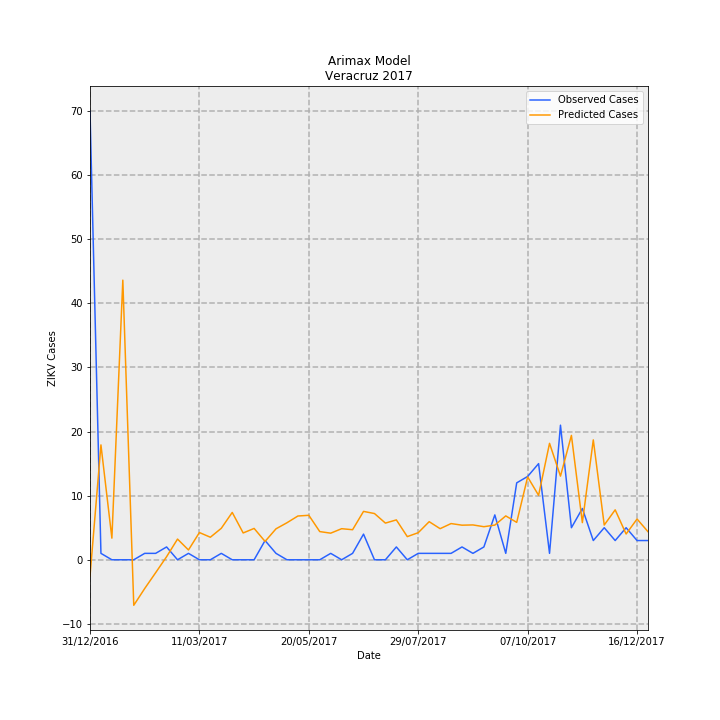 Arimax Model
Veracruz 2017
Observed Cases
Predicted Cases
70
60
50
40
30
20
10
0
−10
ZIKV Cases
31/12/2016
11/03/2017
20/05/2017
29/07/2017
07/10/2017
16/12/2017
Date